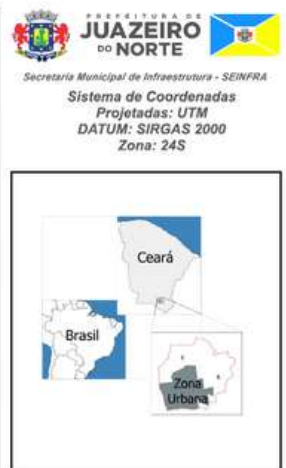 PREFEITURA DE
JUAZEIRO
DO NORTE
Secretaria Municipal de Infraestrutura - SEINFRA
Sistema de Coordenadas
Projetadas: UTM
DATUM: SIRGAS 2000
Zona: 24S
Ceará
Brasil
Zona
Urbana